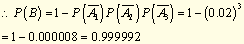 ∴ P(B) = 1 − P(A̅₁) P(A̅₂) P(A̅₃) = 1 − (0.02)³
= 1 − 0.000008 = 0.999992